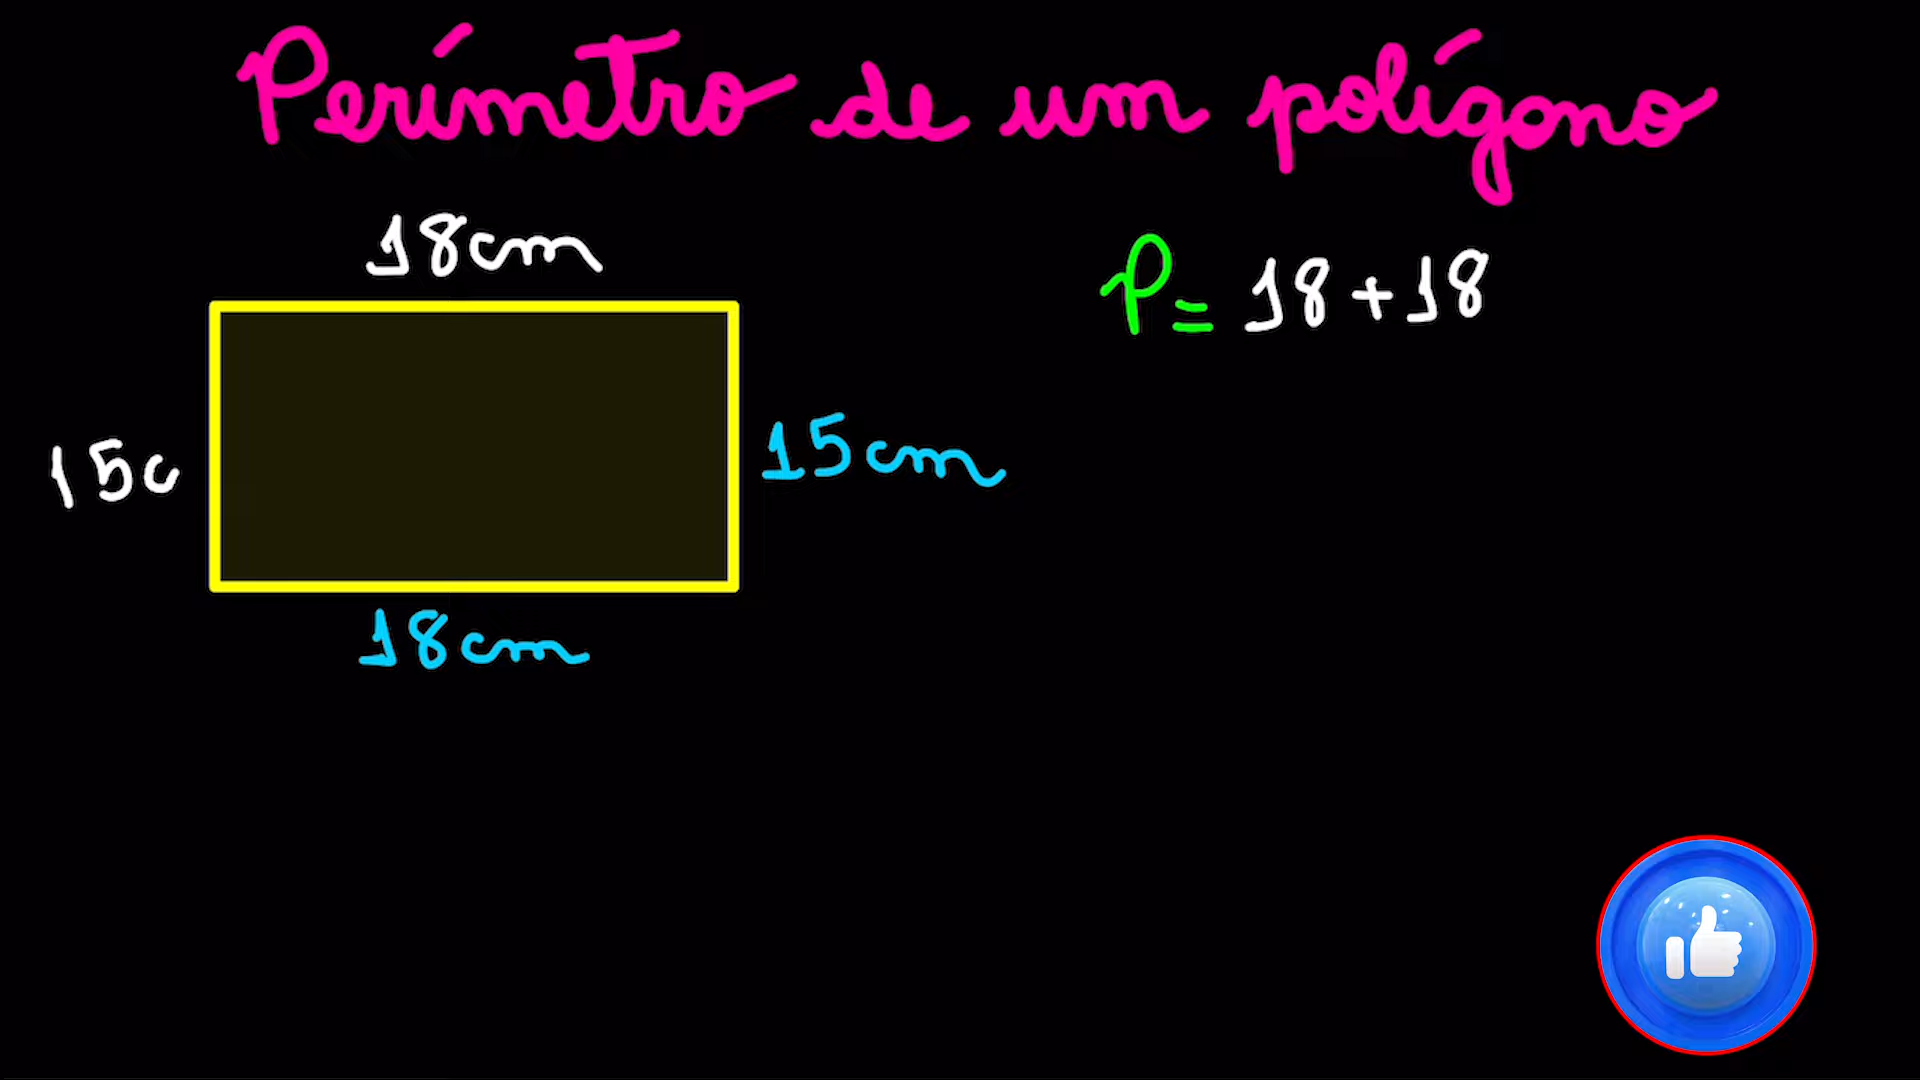 Perímetro de um polígono
18cm
P= 18+18
15c
15cm
18cm